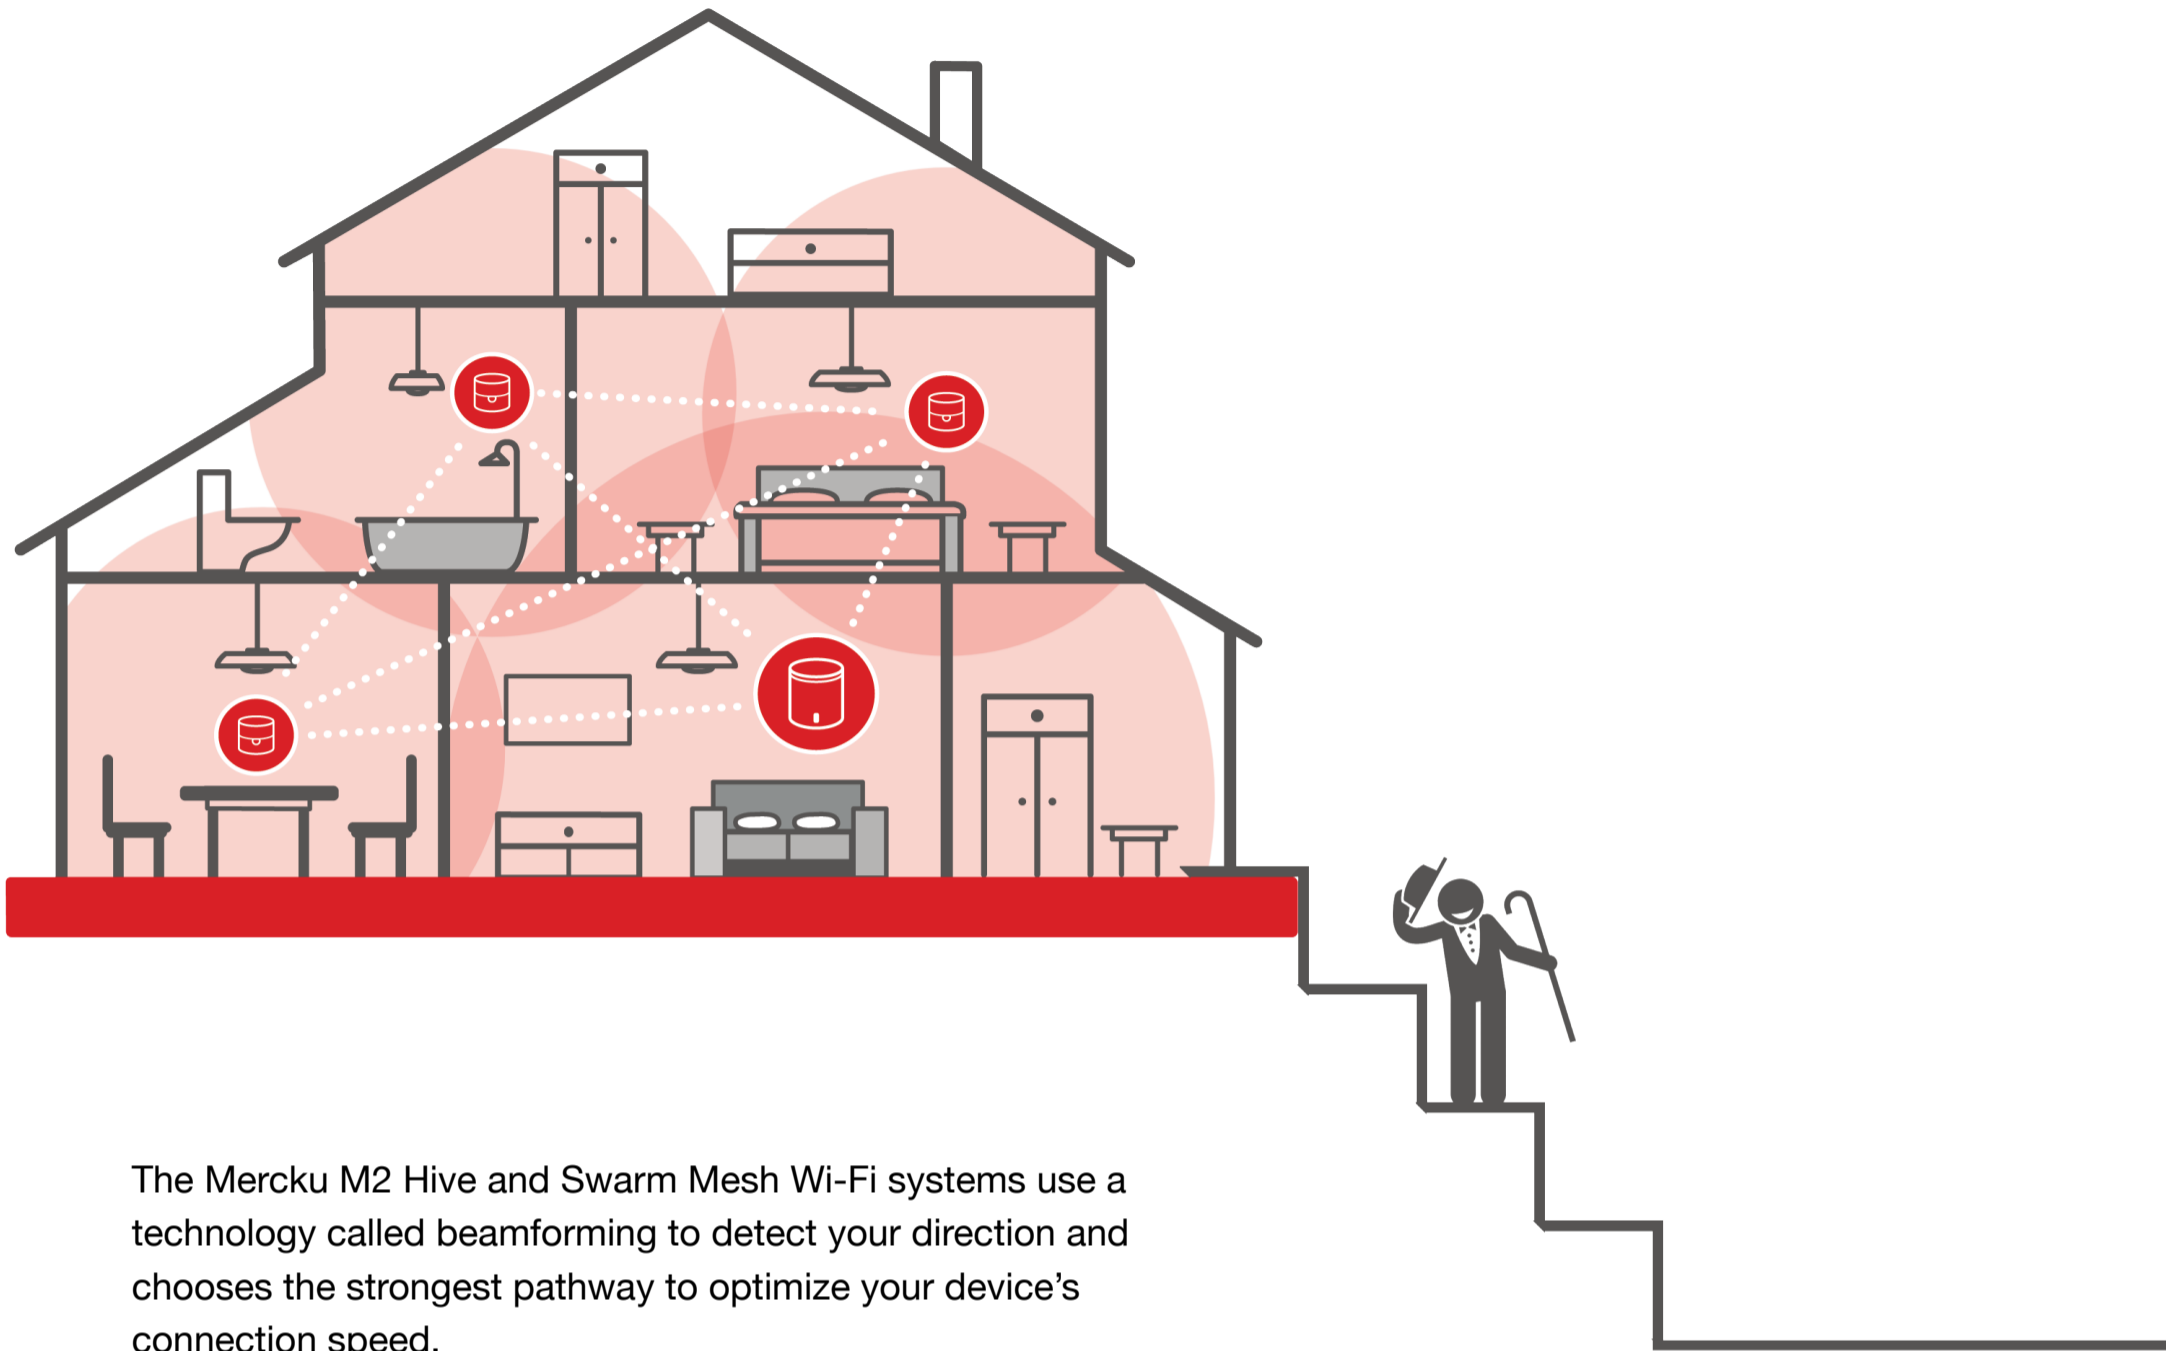 The Mercku M2 Hive and Swarm Mesh Wi-Fi systems use a
technology called beamforming to detect your direction and
chooses the strongest pathway to optimize your device’s
connection speed.